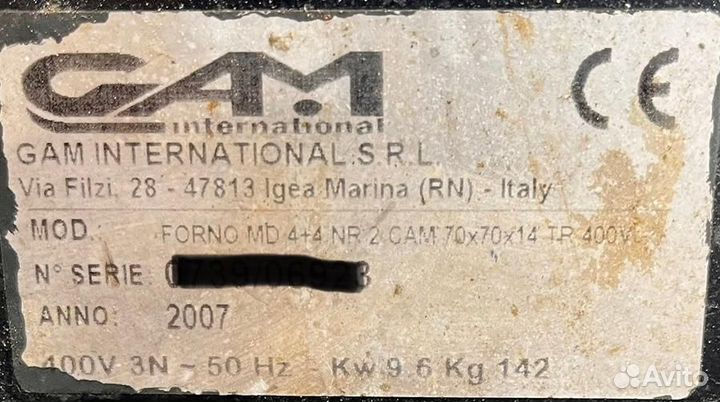 GAM
international
CE
GAM INTERNATIONAL S.R.L.
Via Filzi, 28 - 47813 Igea Marina (RN) - Italy
MOD.: FORNO MD 4+4 NR 2 CAM 70x70x14 TR 400V
N° SERIE:
ANNO: 2007
400V 3N ~ 50 Hz - Kw 9.6 Kg 142
Avito